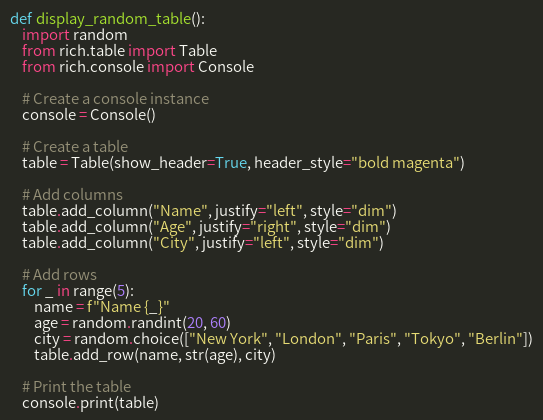 def display_random_table():
    import random
    from rich.table import Table
    from rich.console import Console

    # Create a console instance
    console = Console()

    # Create a table
    table = Table(show_header=True, header_style="bold magenta")

    # Add columns
    table.add_column("Name", justify="left", style="dim")
    table.add_column("Age", justify="right", style="dim")
    table.add_column("City", justify="left", style="dim")

    # Add rows
    for _ in range(5):
        name = f"Name {_}"
        age = random.randint(20, 60)
        city = random.choice(["New York", "London", "Paris", "Tokyo", "Berlin"])
        table.add_row(name, str(age), city)

    # Print the table
    console.print(table)